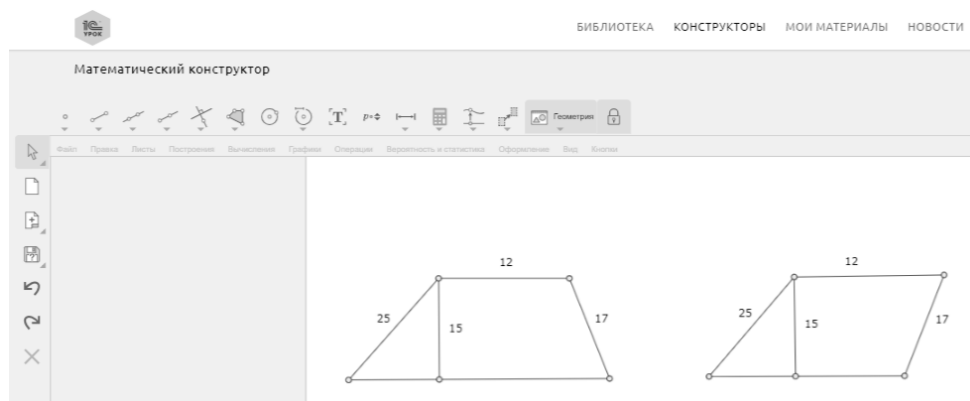 1С:
УРОК
БИБЛИОТЕКА КОНСТРУКТОРЫ МОИ МАТЕРИАЛЫ НОВОСТИ
Математический конструктор
T p= Геометрия
Файл Правка Листы Построения Вычисления Графики Операции Вероятность и статистика Оформление Вид Кнопки
12
25
15
17
12
25
15
17